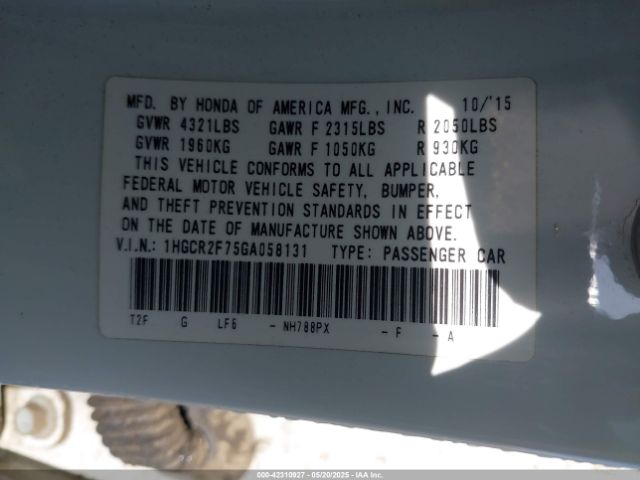 MFD. BY HONDA OF AMERICA MFG., INC. 10/'15
GVWR 4321LBS GAWR F 2315LBS R 2050LBS
GVWR 1960KG GAWR F 1050KG R 930KG
THIS VEHICLE CONFORMS TO ALL APPLICABLE
FEDERAL MOTOR VEHICLE SAFETY, BUMPER,
AND THEFT PREVENTION STANDARDS IN EFFECT
ON THE DATE OF MANUFACTURE SHOWN ABOVE.
V.I.N.: 1HGCR2F75GA058131 TYPE: PASSENGER CAR
T2F G LF6 - NH788PX - F - A
000-42310927 - 05/20/2025 - IAA Inc.